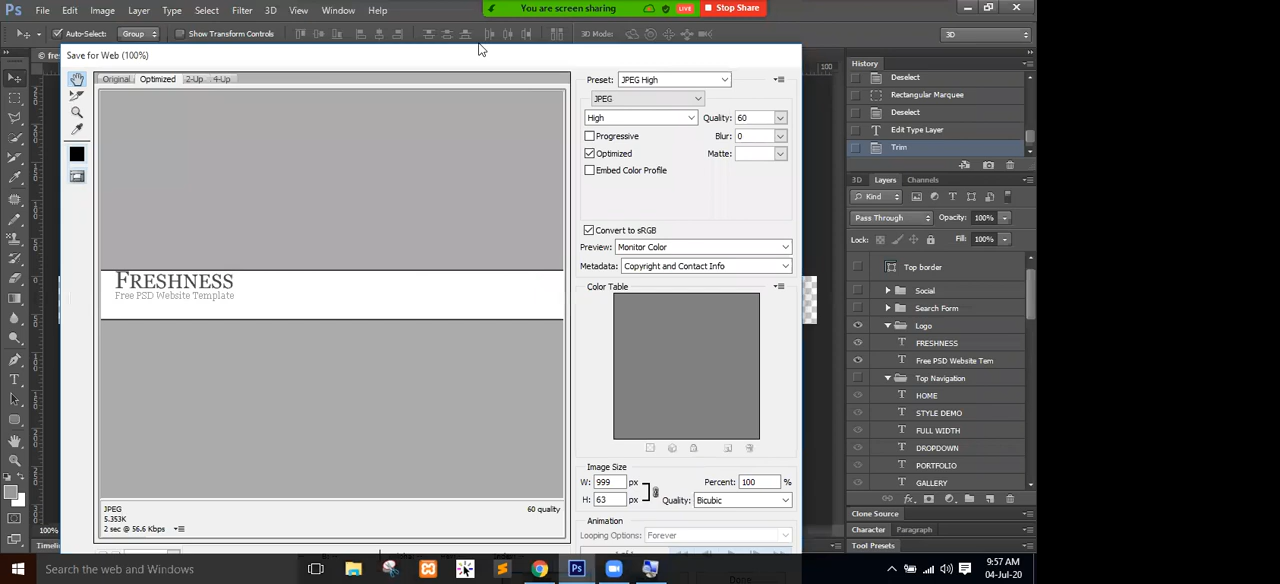 Ps File Edit Image Layer Type Select Filter 3D View Window Help
You are screen sharing LIVE Stop Share
Auto-Select: Group Show Transform Controls 3D Mode: 3D
Save for Web (100%)
100
Original Optimized 2-Up 4-Up
Preset: JPEG High
JPEG
High Quality: 60
Progressive Blur: 0
Optimized Matte:
Embed Color Profile
Convert to sRGB
Preview: Monitor Color
Metadata: Copyright and Contact Info
Color Table
FRESHNESS
Free PSD Website Template
Image Size
W: 999 px Percent: 100 %
H: 63 px Quality: Bicubic
Animation
Looping Options: Forever
JPEG
5.353K
2 sec @ 56.6 Kbps
60 quality
100%
Timeli
Done
History
Deselect
Rectangular Marquee
Deselect
Edit Type Layer
Trim
3D Layers Channels
Kind
Pass Through Opacity: 100%
Lock: Fill: 100%
Top border
Social
Search Form
Logo
T FRESHNESS
T Free PSD Website Tem
Top Navigation
T HOME
T STYLE DEMO
T FULL WIDTH
T DROPDOWN
T PORTFOLIO
T GALLERY
Clone Source
Character Paragraph
Tool Presets
Search the web and Windows
9:57 AM
04-Jul-20